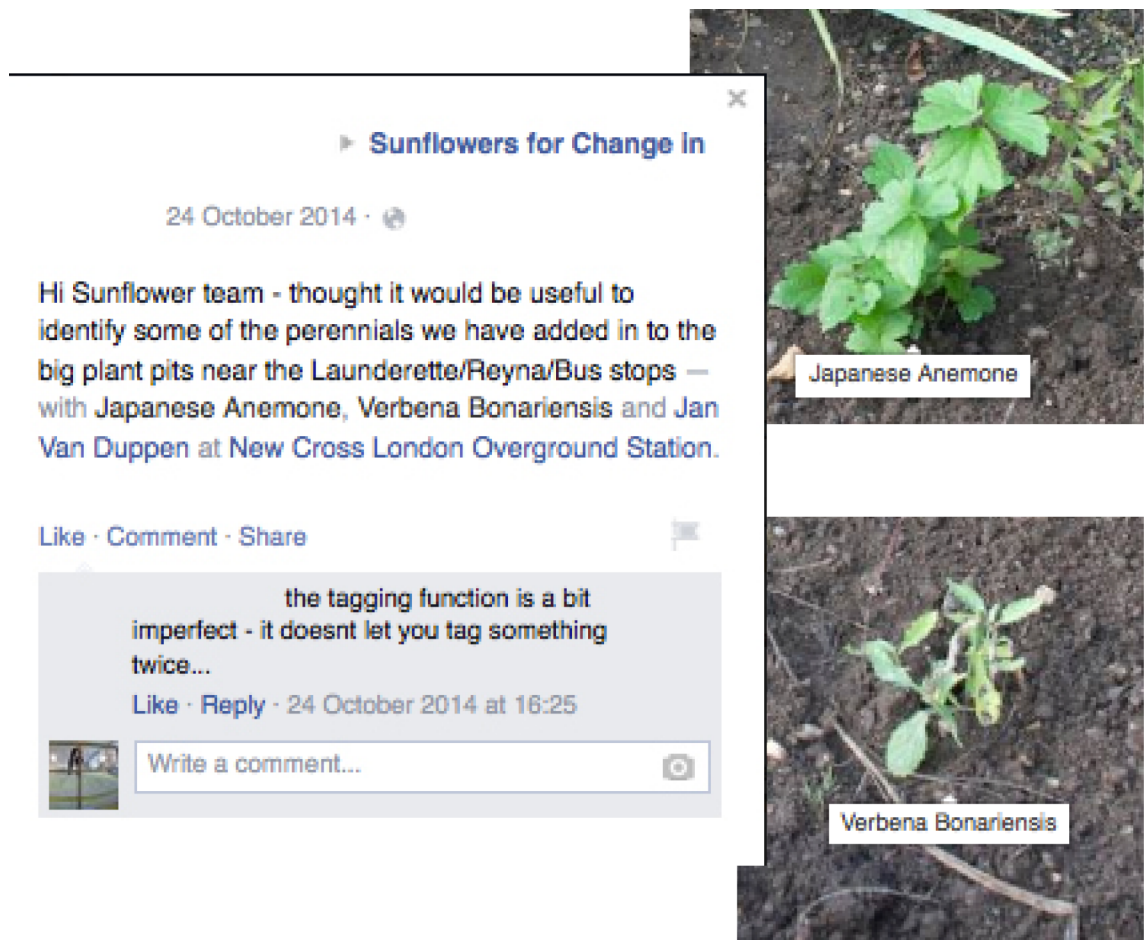 Sunflowers for Change in
24 October 2014 ·
Hi Sunflower team - thought it would be useful to
identify some of the perennials we have added in to the
big plant pits near the Launderette/Reyna/Bus stops —
with Japanese Anemone, Verbena Bonariensis and Jan
Van Duppen at New Cross London Overground Station.
Like · Comment · Share
the tagging function is a bit
imperfect - it doesnt let you tag something
twice...
Like · Reply · 24 October 2014 at 16:25
Write a comment...
Japanese Anemone
Verbena Bonariensis